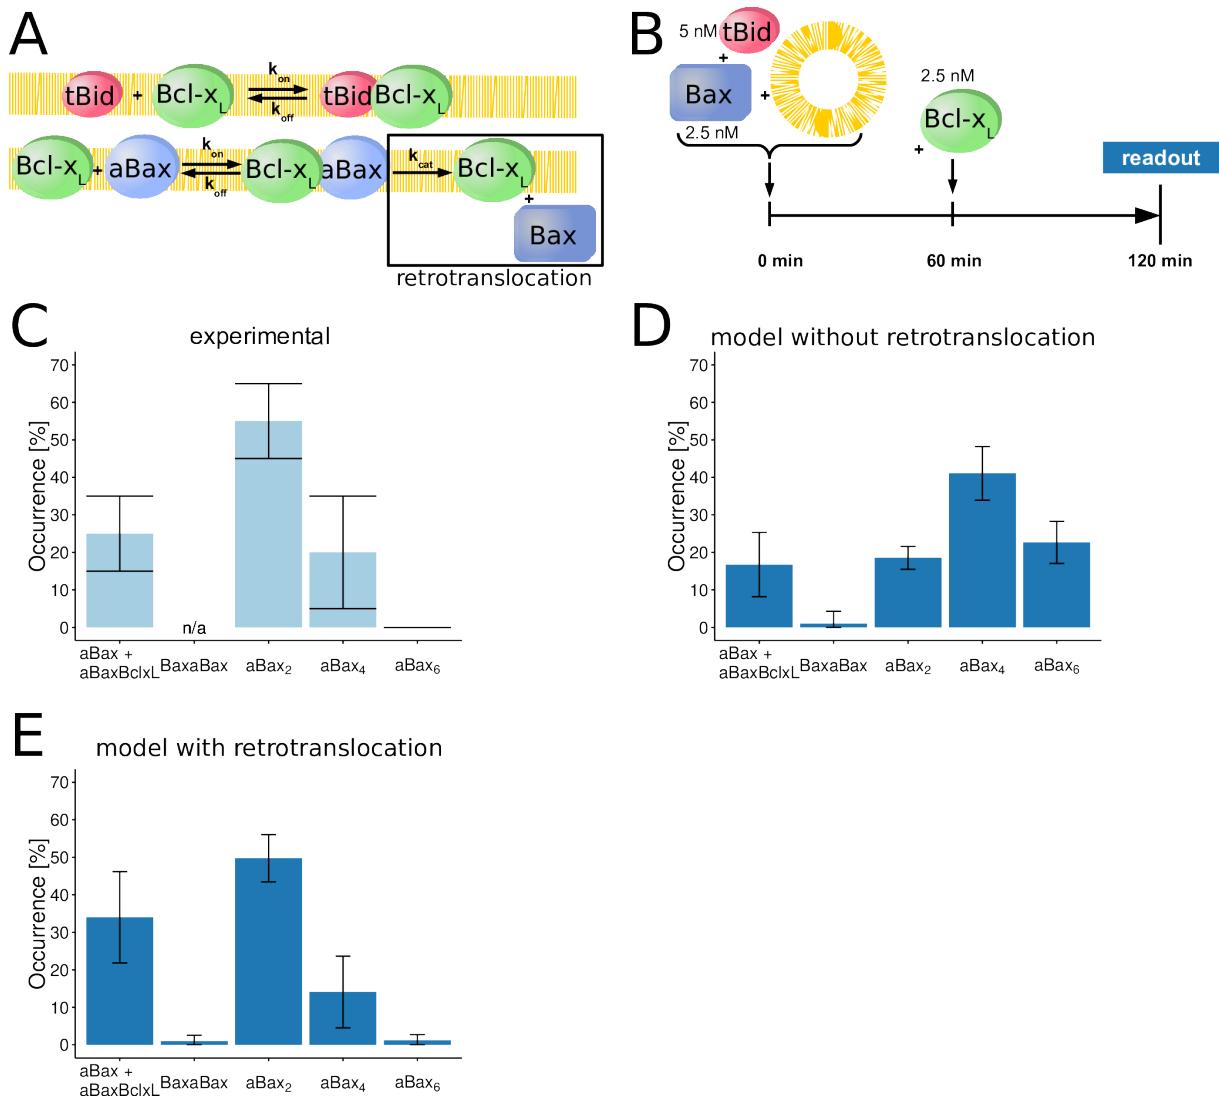 A
tBid + Bcl-xL kon koff tBid Bcl-xL
Bcl-xL + aBax kon koff Bcl-xL aBax kcat Bcl-xL
+
Bax
retrotranslocation
B
5 nM tBid
+
Bax +
2.5 nM
2.5 nM
Bcl-xL
+
readout
0 min 60 min 120 min
C
experimental
Occurrence [%]
70
60
50
40
30
20
10
0
n/a
aBax + aBaxBclxL BaxaBax aBax₂ aBax₄ aBax₆
D
model without retrotranslocation
Occurrence [%]
70
60
50
40
30
20
10
0
aBax + aBaxBclxL BaxaBax aBax₂ aBax₄ aBax₆
E
model with retrotranslocation
Occurrence [%]
70
60
50
40
30
20
10
0
aBax + aBaxBclxL BaxaBax aBax₂ aBax₄ aBax₆